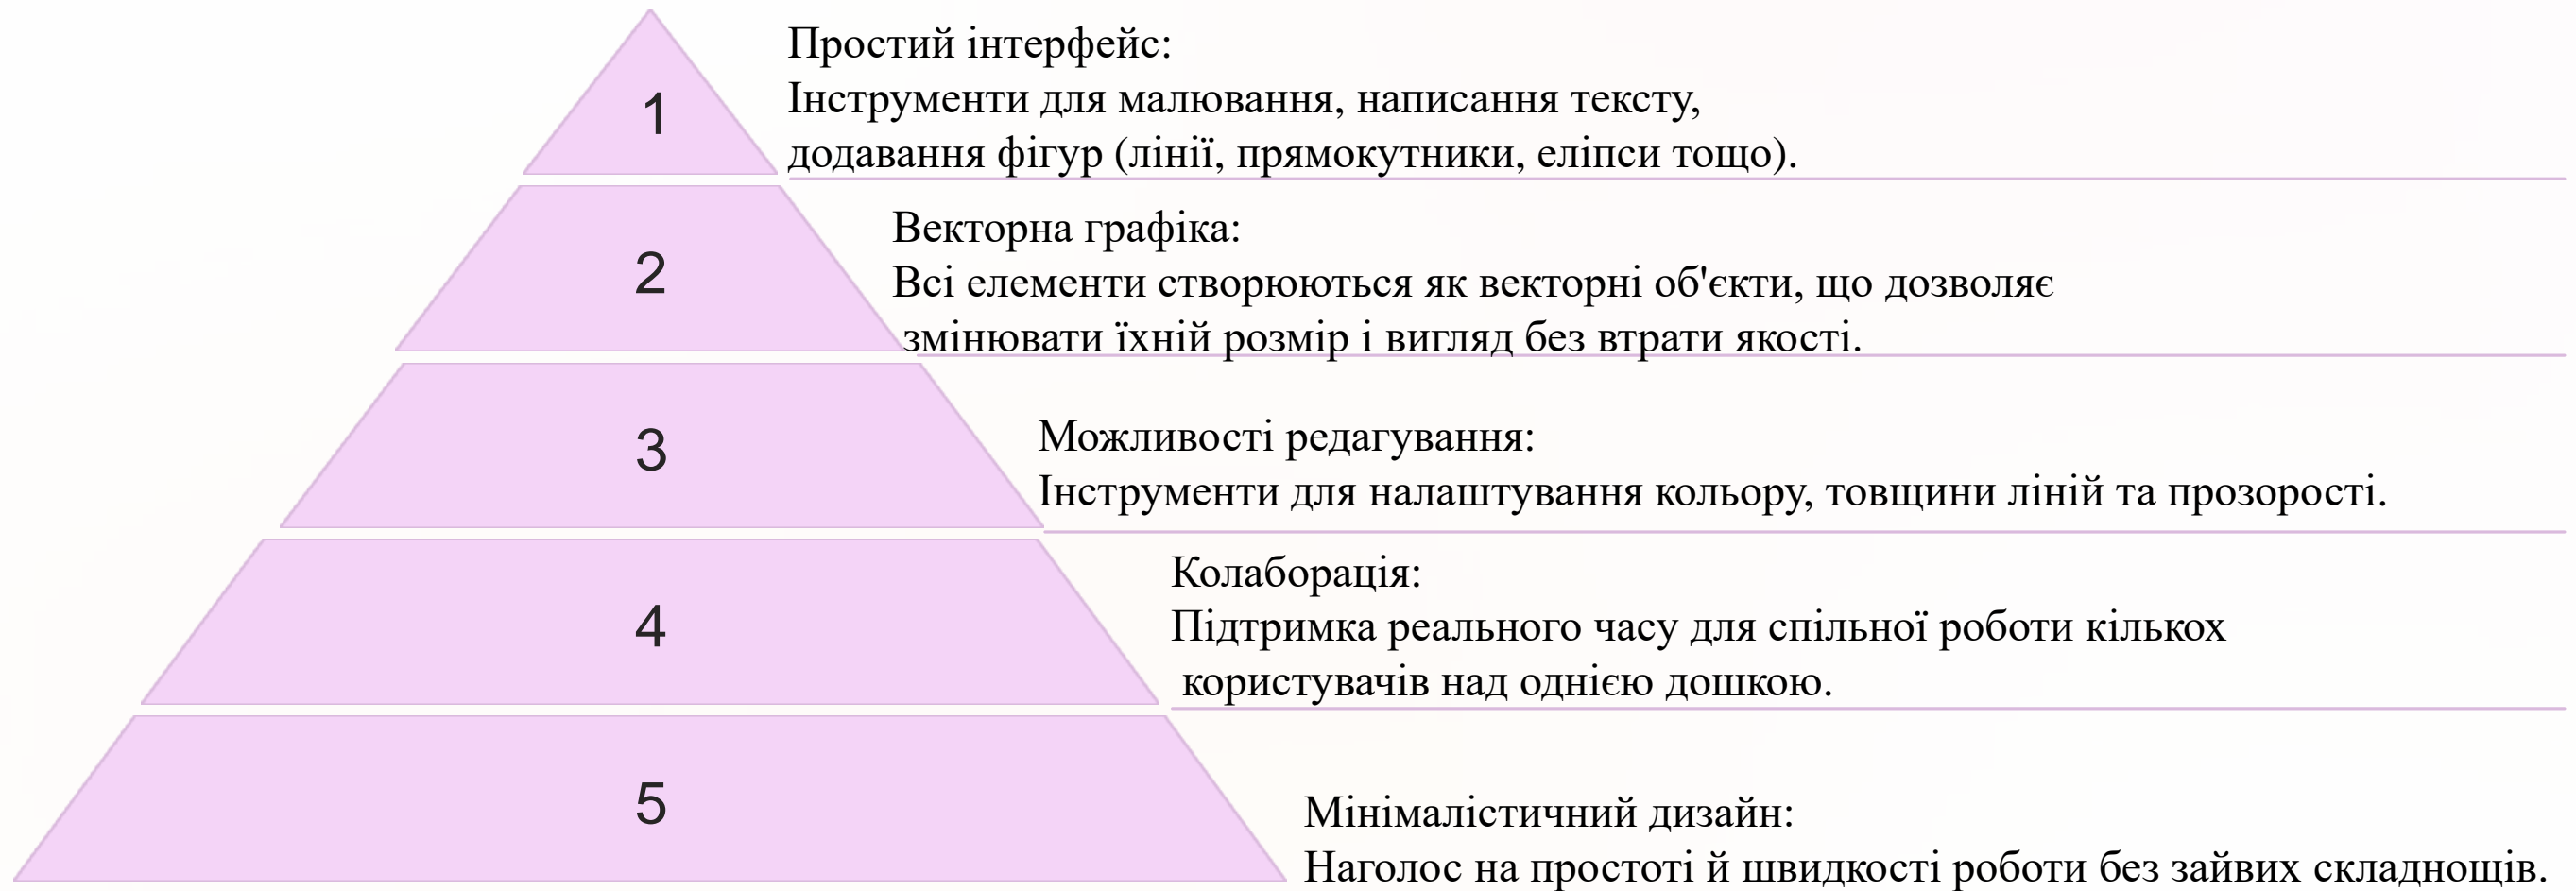 1
Простий інтерфейс:
Інструменти для малювання, написання тексту,
додавання фігур (лінії, прямокутники, еліпси тощо).
2
Векторна графіка:
Всі елементи створюються як векторні об'єкти, що дозволяє
змінювати їхній розмір і вигляд без втрати якості.
3
Можливості редагування:
Інструменти для налаштування кольору, товщини ліній та прозорості.
4
Колаборація:
Підтримка реального часу для спільної роботи кількох
користувачів над однією дошкою.
5
Мінімалістичний дизайн:
Наголос на простоті й швидкості роботи без зайвих складнощів.